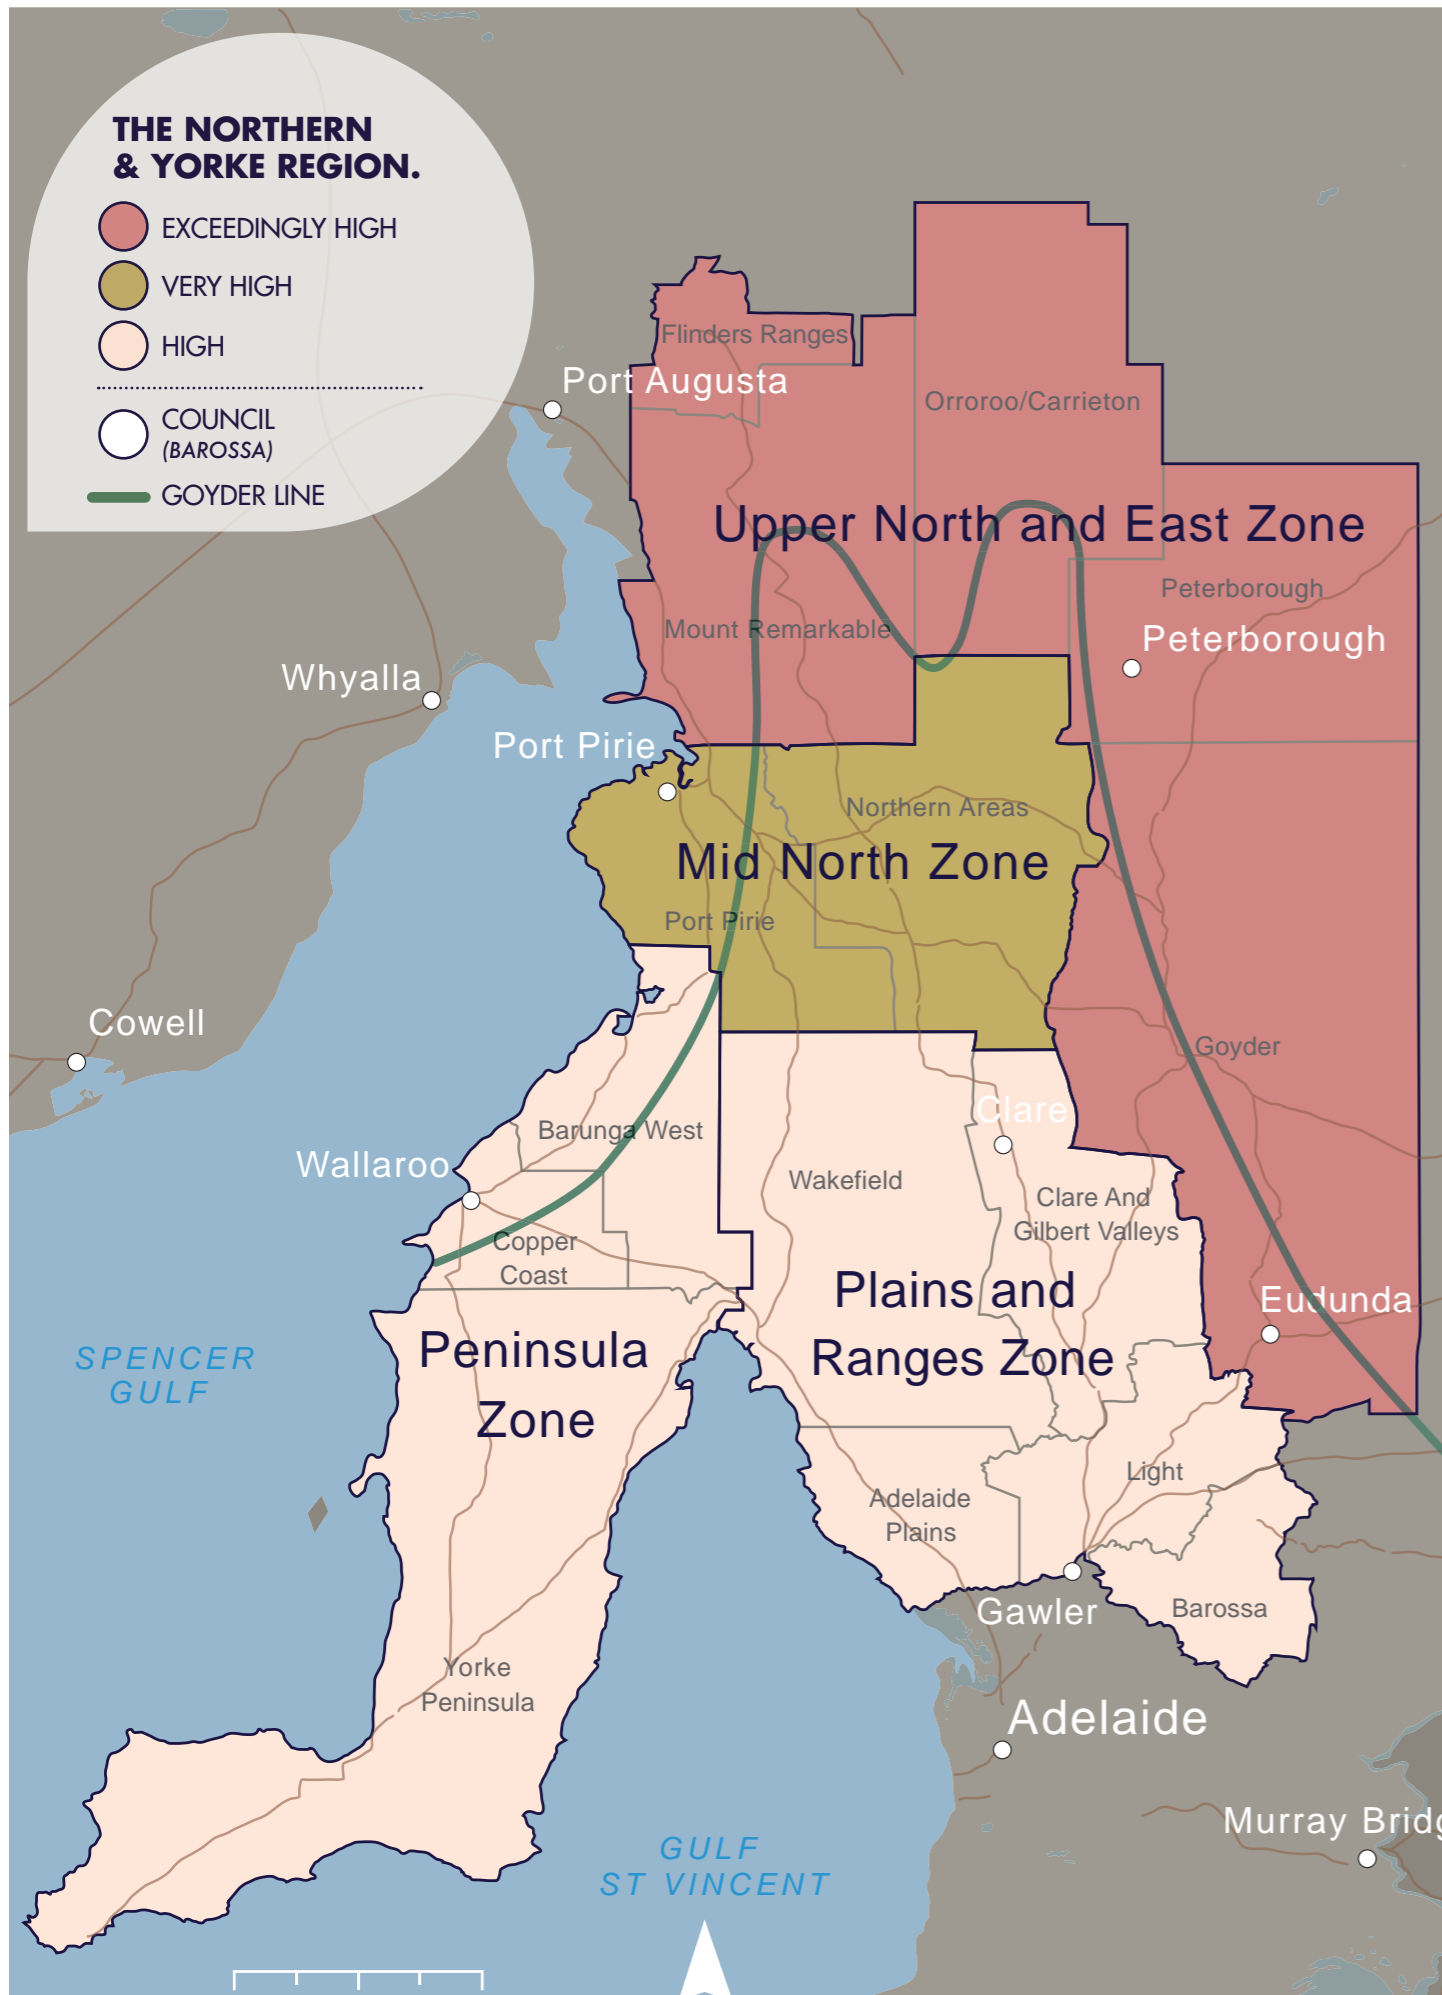 THE NORTHERN
& YORKE REGION.
EXCEEDINGLY HIGH
VERY HIGH
HIGH
COUNCIL
(BAROSSA)
GOYDER LINE
Flinders Ranges
Port Augusta
Orroroo/Carrieton
Upper North and East Zone
Peterborough
Mount Remarkable
Peterborough
Whyalla
Port Pirie
Northern Areas
Mid North Zone
Port Pirie
Cowell
Goyder
Clare
Barunga West
Wallaroo
Wakefield
Clare And
Gilbert Valleys
Copper
Coast
Plains and
Ranges Zone
Eudunda
Peninsula
Zone
SPENCER
GULF
Light
Adelaide
Plains
Gawler
Barossa
Yorke
Peninsula
Adelaide
Murray Bridg
GULF
ST VINCENT